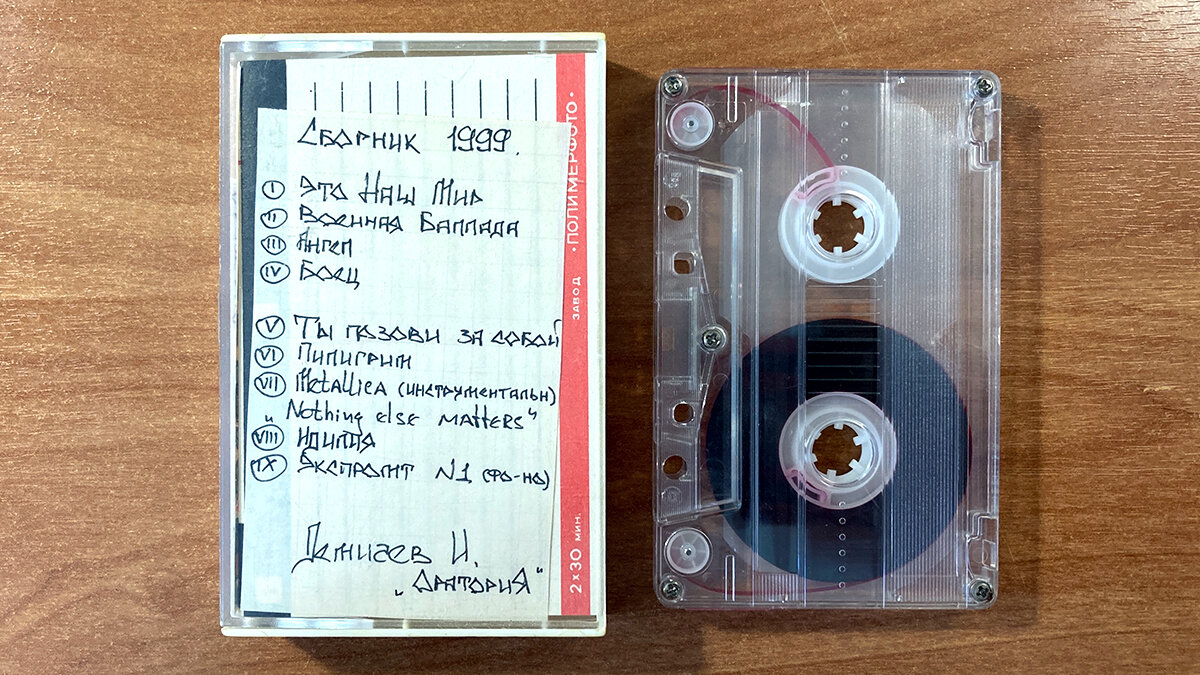 Сборник 1999.
I Это Наш Мир
II Военная Баллада
III Ангел
IV Боец
V Ты позови за собой
VI Пилигрим
VII Metallica (инструментальн)
„Nothing else matters“
VIII Идиллия
IX Экспромт N1 (фо-но)
И.
„Оратория“
•ПОЛИМЕРФОТО•
ЗАВОД
2×30 мин.